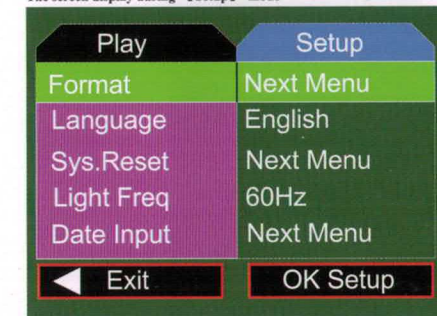 Play Setup
Format Next Menu
Language English
Sys.Reset Next Menu
Light Freq 60Hz
Date Input Next Menu
Exit OK Setup